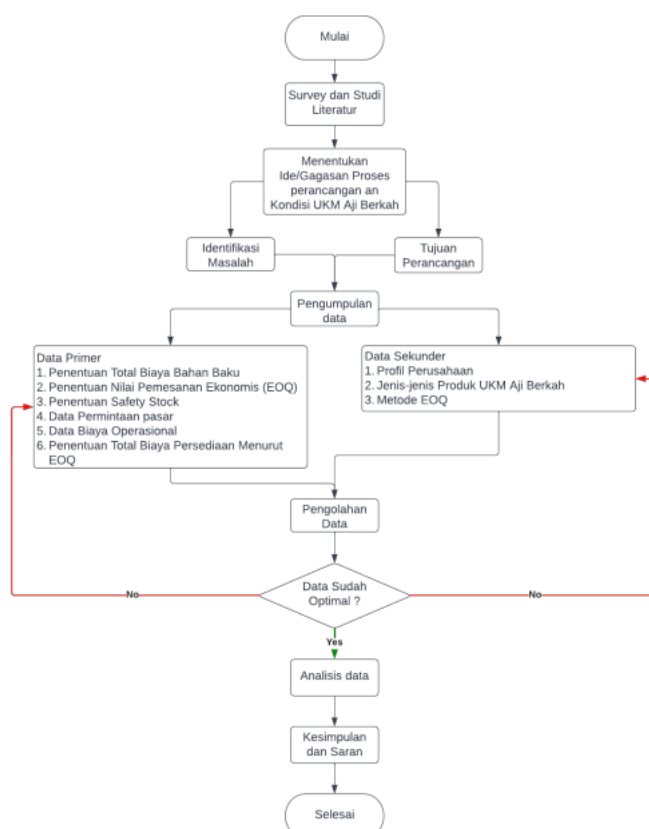 Mulai
Survey dan Studi
Literatur
Menentukan
Ide/Gagasan Proses
perancangan an
Kondisi UKM Aji Berkah
Identifikasi
Masalah
Tujuan
Perancangan
Pengumpulan
data
Data Primer
1. Penentuan Total Biaya Bahan Baku
2. Penentuan Nilai Pemesanan Ekonomis (EOQ)
3. Penentuan Safety Stock
4. Data Permintaan pasar
5. Data Biaya Operasional
6. Penentuan Total Biaya Persediaan Menurut
EOQ
Data Sekunder
1. Profil Perusahaan
2. Jenis-jenis Produk UKM Aji Berkah
3. Metode EOQ
Pengolahan
Data
Data Sudah
Optimal ?
No
No
Yes
Analisis data
Kesimpulan
dan Saran
Selesai